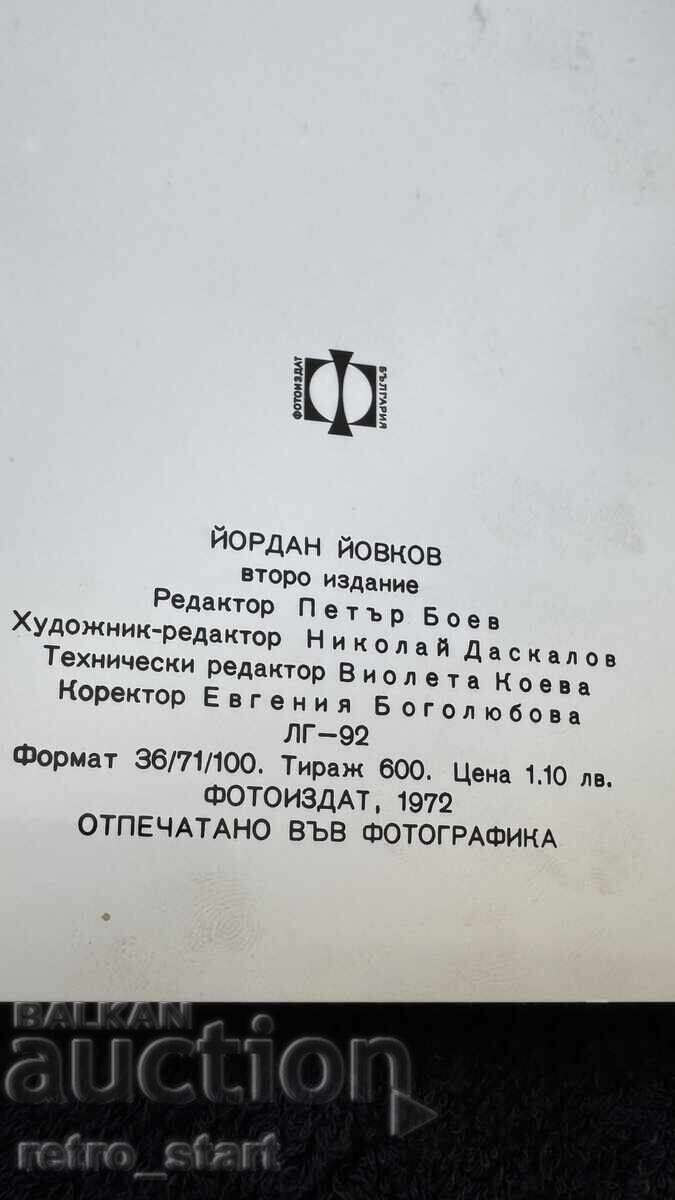 ФОТОИЗДАТ
БЪЛГАРИЯ
ЙОРДАН ЙОВКОВ
второ издание
Редактор Петър Боев
Художник-редактор Николай Даскалов
Технически редактор Виолета Коева
Коректор Евгения Боголюбова
ЛГ—92
Формат 36/71/100. Тираж 600. Цена 1.10 лв.
ФОТОИЗДАТ, 1972
ОТПЕЧАТАНО ВЪВ ФОТОГРАФИКА
BALKAN
auction
retro_start